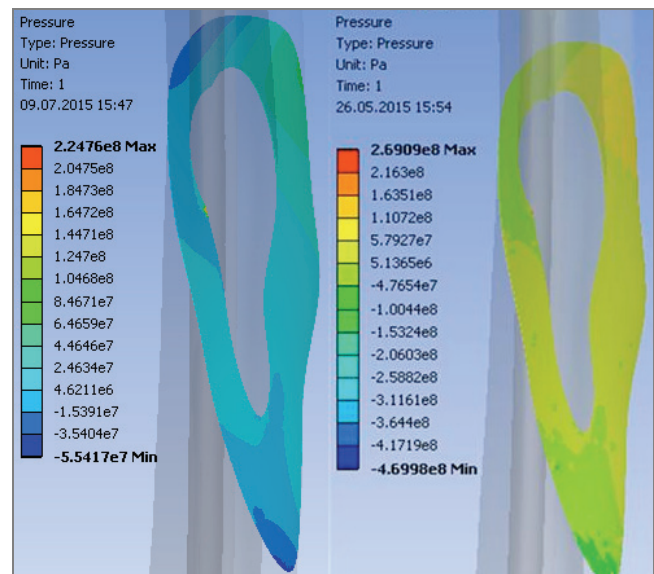 Pressure
Type: Pressure
Unit: Pa
Time: 1
09.07.2015 15:47
2.2476e8 Max
2.0475e8
1.8473e8
1.6472e8
1.4471e8
1.247e8
1.0468e8
8.4671e7
6.4659e7
4.4646e7
2.4634e7
4.6211e6
-1.5391e7
-3.5404e7
-5.5417e7 Min
Pressure
Type: Pressure
Unit: Pa
Time: 1
26.05.2015 15:54
2.6909e8 Max
2.163e8
1.6351e8
1.1072e8
5.7927e7
5.1365e6
-4.7654e7
-1.0044e8
-1.5324e8
-2.0603e8
-2.5882e8
-3.1161e8
-3.644e8
-4.1719e8
-4.6998e8 Min